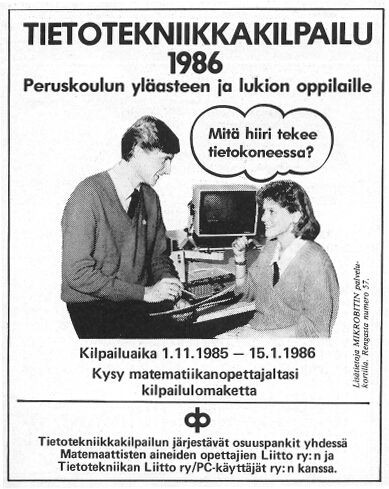 TIETOTEKNIIKKAKILPAILU
1986
Peruskoulun yläasteen ja lukion oppilaille
Mitä hiiri tekee
tietokoneessa?
Lisätietoja MIKROBITIN palvelu-
kortilla. Rengasta numero 57.
Kilpailuaika 1.11.1985 – 15.1.1986
Kysy matematiikanopettajaltasi
kilpailulomaketta
Tietotekniikkakilpailun järjestävät osuuspankit yhdessä
Matemaattisten aineiden opettajien Liitto ry:n ja
Tietotekniikan Liitto ry/PC-käyttäjät ry:n kanssa.